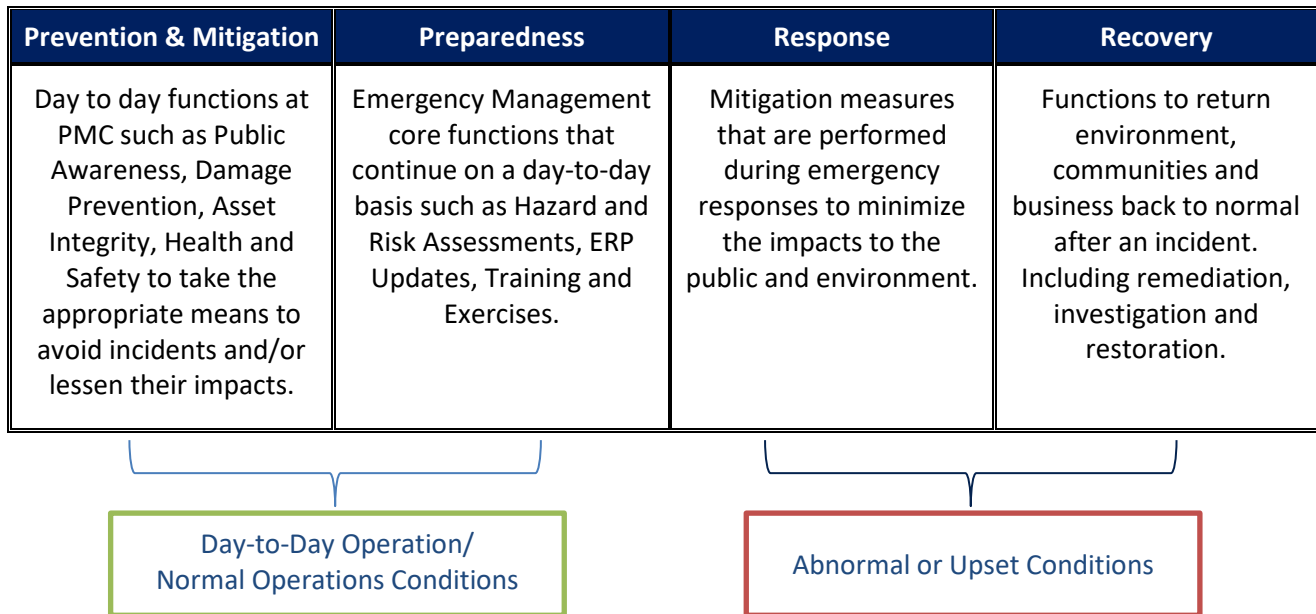 Prevention & Mitigation
Preparedness
Response
Recovery
Day to day functions at
PMC such as Public
Awareness, Damage
Prevention, Asset
Integrity, Health and
Safety to take the
appropriate means to
avoid incidents and/or
lessen their impacts.
Emergency Management
core functions that
continue on a day-to-day
basis such as Hazard and
Risk Assessments, ERP
Updates, Training and
Exercises.
Mitigation measures
that are performed
during emergency
responses to minimize
the impacts to the
public and environment.
Functions to return
environment,
communities and
business back to normal
after an incident.
Including remediation,
investigation and
restoration.
Day-to-Day Operation/
Normal Operations Conditions
Abnormal or Upset Conditions